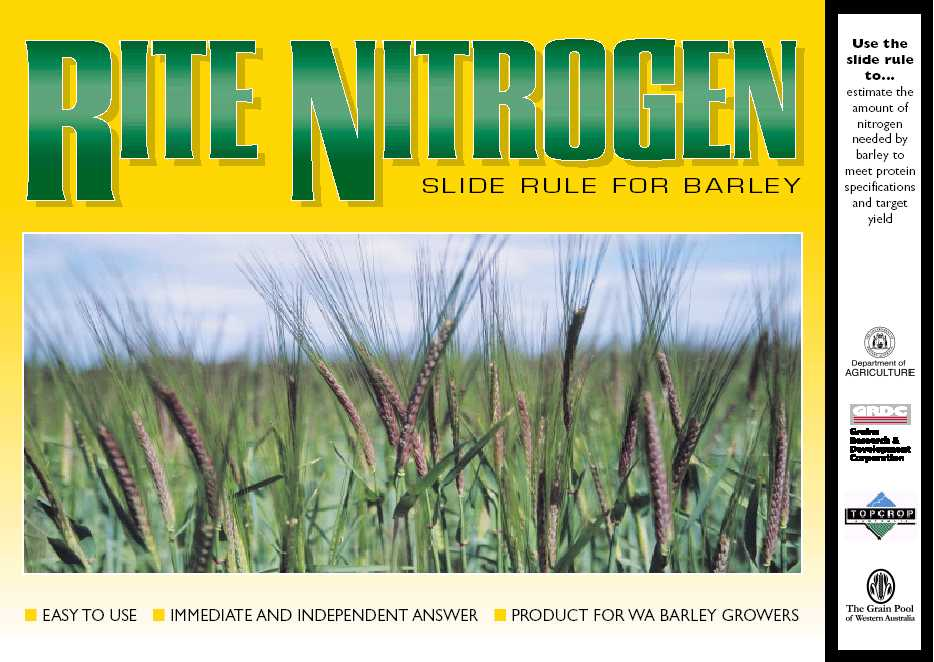 RITE NITROGEN
SLIDE RULE FOR BARLEY
EASY TO USE
IMMEDIATE AND INDEPENDENT ANSWER
PRODUCT FOR WA BARLEY GROWERS
Use the
slide rule
to...
estimate the
amount of
nitrogen
needed by
barley to
meet protein
specifications
and target
yield
Department of
AGRICULTURE
GRDC
Grains
Research &
Development
Corporation
TOPCROP
AUSTRALIA
The Grain Pool
of Western Australia